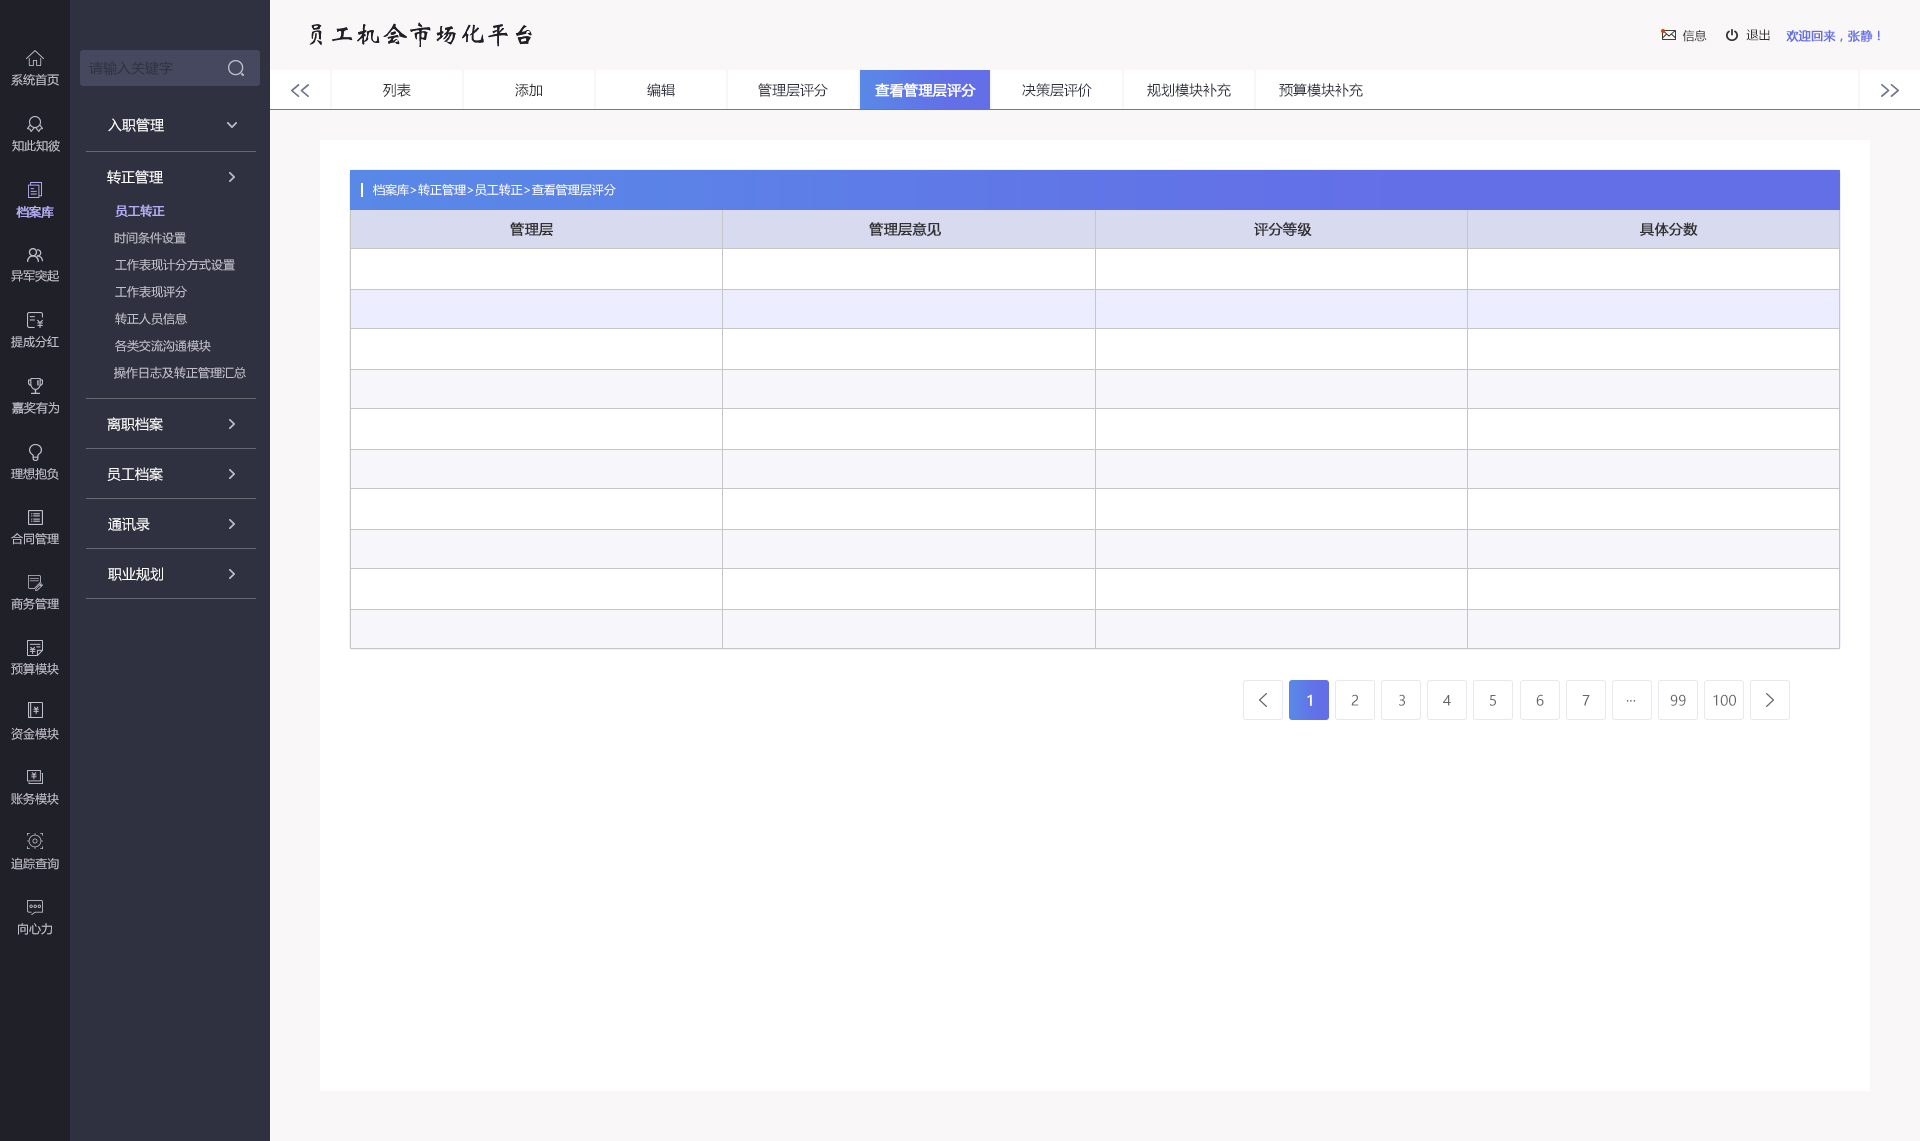 员工机会市场化平台
信息
退出
欢迎回来，张静！
列表
添加
编辑
管理层评分
查看管理层评分
决策层评价
规划模块补充
预算模块补充
系统首页
知此知彼
档案库
异军突起
提成分红
嘉奖有为
理想抱负
合同管理
商务管理
预算模块
资金模块
账务模块
追踪查询
向心力
请输入关键字
入职管理
转正管理
员工转正
时间条件设置
工作表现计分方式设置
工作表现评分
转正人员信息
各类交流沟通模块
操作日志及转正管理汇总
离职档案
员工档案
通讯录
职业规划
档案库>转正管理>员工转正>查看管理层评分
管理层 管理层意见 评分等级 具体分数
1 2 3 4 5 6 7 ··· 99 100